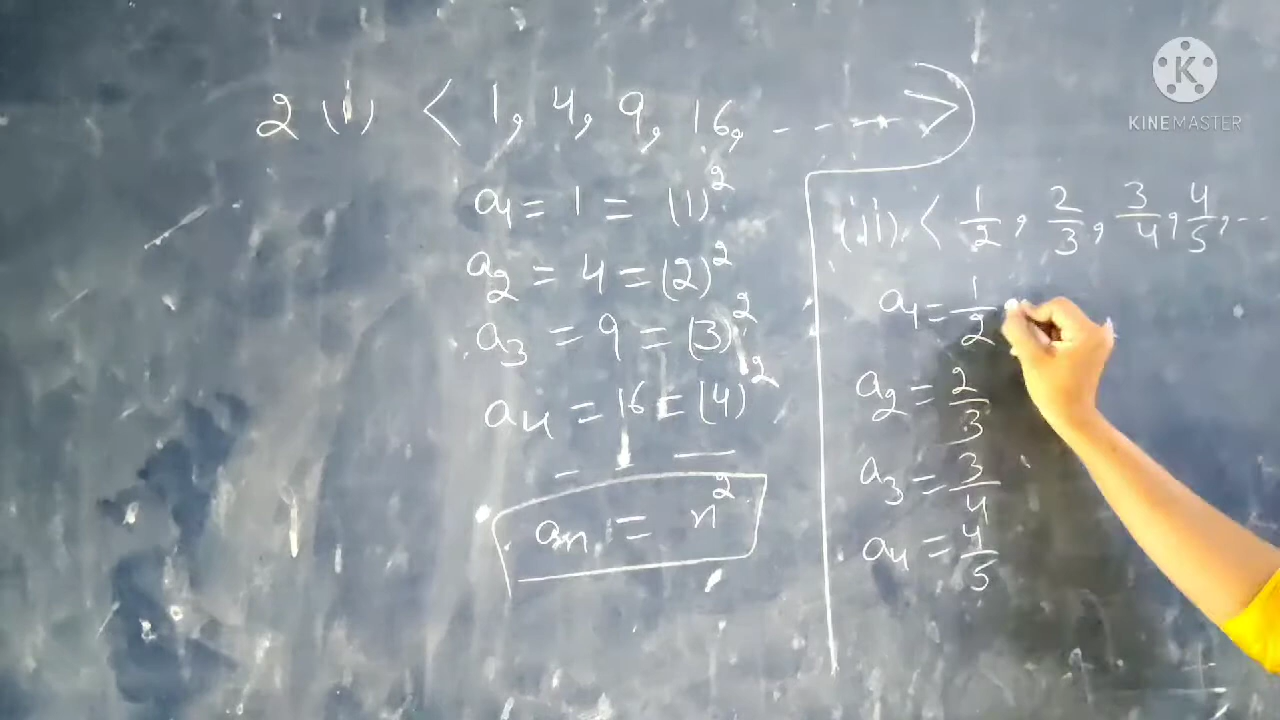 2 (i) < 1, 4, 9, 16, ------>
a1 = 1 = (1)²
a2 = 4 = (2)²
a3 = 9 = (3)²
a4 = 16 = (4)²
— — —
an = n²
(ii) < 1/2, 2/3, 3/4, 4/5, ---
a1 = 1/2
a2 = 2/3
a3 = 3/4
a4 = 4/5
K
KINEMASTER